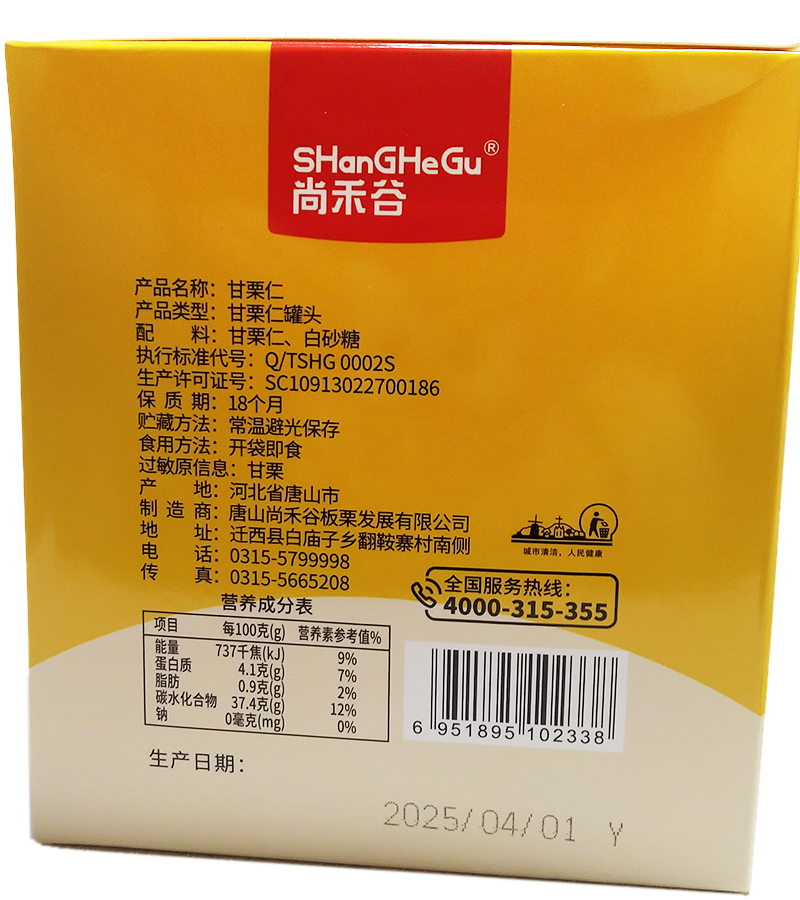 SHanGHeGu®
尚禾谷
产品名称：甘栗仁
产品类型：甘栗仁罐头
配 料：甘栗仁、白砂糖
执行标准代号：Q/TSHG 0002S
生产许可证号：SC10913022700186
保质期：18个月
贮藏方法：常温避光保存
食用方法：开袋即食
过敏原信息：甘栗
产 地：河北省唐山市
制造商：唐山尚禾谷板栗发展有限公司
地 址：迁西县白庙子乡翻鞍寨村南侧
电 话：0315-5799998
传 真：0315-5665208
城市清洁，人民健康
全国服务热线：
4000-315-355
营养成分表
项目 每100克(g) 营养素参考值%
能量 737千焦(kJ) 9%
蛋白质 4.1克(g) 7%
脂肪 0.9克(g) 2%
碳水化合物 37.4克(g) 12%
钠 0毫克(mg) 0%
6 951895 102338
生产日期：
2025/04/01 Y